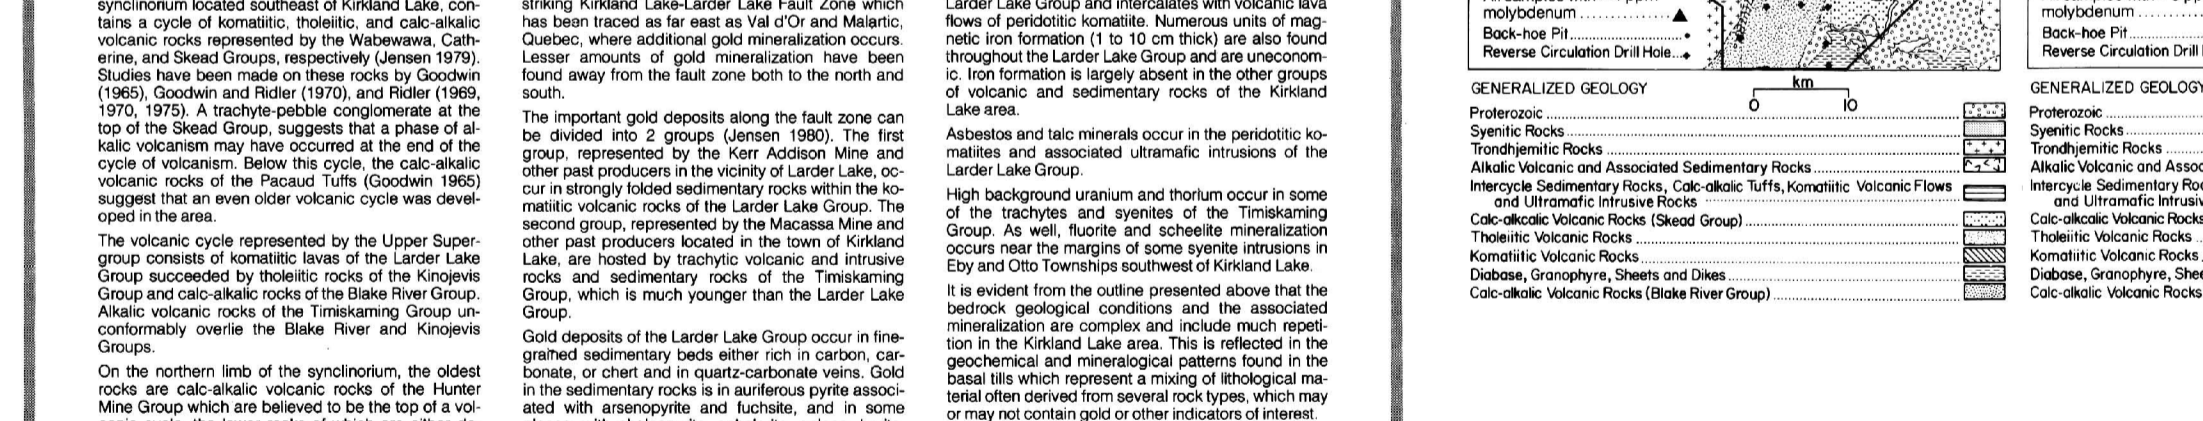 synclinorium located southeast of Kirkland Lake, con-
tains a cycle of komatiitic, tholeiitic, and calc-alkalic
volcanic rocks represented by the Wabewawa, Cath-
erine, and Skead Groups, respectively (Jensen 1979).
Studies have been made on these rocks by Goodwin
(1965), Goodwin and Ridler (1970), and Ridler (1969,
1970, 1975). A trachyte-pebble conglomerate at the
top of the Skead Group, suggests that a phase of al-
kalic volcanism may have occurred at the end of the
cycle of volcanism. Below this cycle, the calc-alkalic
volcanic rocks of the Pacaud Tuffs (Goodwin 1965)
suggest that an even older volcanic cycle was devel-
oped in the area.
The volcanic cycle represented by the Upper Super-
group consists of komatiitic lavas of the Larder Lake
Group succeeded by tholeiitic rocks of the Kinojevis
Group and calc-alkalic rocks of the Blake River Group.
Alkalic volcanic rocks of the Timiskaming Group un-
conformably overlie the Blake River and Kinojevis
Groups.
On the northern limb of the synclinorium, the oldest
rocks are calc-alkalic volcanic rocks of the Hunter
Mine Group which are believed to be the top of a vol-
striking Kirkland Lake-Larder Lake Fault Zone which
has been traced as far east as Val d'Or and Malartic,
Quebec, where additional gold mineralization occurs.
Lesser amounts of gold mineralization have been
found away from the fault zone both to the north and
south.
The important gold deposits along the fault zone can
be divided into 2 groups (Jensen 1980). The first
group, represented by the Kerr Addison Mine and
other past producers in the vicinity of Larder Lake, oc-
cur in strongly folded sedimentary rocks within the ko-
matiitic volcanic rocks of the Larder Lake Group. The
second group, represented by the Macassa Mine and
other past producers located in the town of Kirkland
Lake, are hosted by trachytic volcanic and intrusive
rocks and sedimentary rocks of the Timiskaming
Group, which is much younger than the Larder Lake
Group.
Gold deposits of the Larder Lake Group occur in fine-
grained sedimentary beds either rich in carbon, car-
bonate, or chert and in quartz-carbonate veins. Gold
in the sedimentary rocks is in auriferous pyrite associ-
ated with arsenopyrite and fuchsite, and in some
Larder Lake Group and intercalates with volcanic lava
flows of peridotitic komatiite. Numerous units of mag-
netic iron formation (1 to 10 cm thick) are also found
throughout the Larder Lake Group and are uneconom-
ic. Iron formation is largely absent in the other groups
of volcanic and sedimentary rocks of the Kirkland
Lake area.
Asbestos and talc minerals occur in the peridotitic ko-
matiites and associated ultramafic intrusions of the
Larder Lake Group.
High background uranium and thorium occur in some
of the trachytes and syenites of the Timiskaming
Group. As well, fluorite and scheelite mineralization
occurs near the margins of some syenite intrusions in
Eby and Otto Townships southwest of Kirkland Lake.
It is evident from the outline presented above that the
bedrock geological conditions and the associated
mineralization are complex and include much repeti-
tion in the Kirkland Lake area. This is reflected in the
geochemical and mineralogical patterns found in the
basal tills which represent a mixing of lithological ma-
terial often derived from several rock types, which may
or may not contain gold or other indicators of interest.
molybdenum
Back-hoe Pit
Reverse Circulation Drill Hole
km
0 10
GENERALIZED GEOLOGY
Proterozoic
Syenitic Rocks
Trondhjemitic Rocks
Alkalic Volcanic and Associated Sedimentary Rocks
Intercycle Sedimentary Rocks, Calc-alkalic Tuffs, Komatiitic Volcanic Flows
and Ultramafic Intrusive Rocks
Calc-alkcalic Volcanic Rocks (Skead Group)
Tholeiitic Volcanic Rocks
Komatiitic Volcanic Rocks
Diabase, Granophyre, Sheets and Dikes
Calc-alkalic Volcanic Rocks (Blake River Group)
molybdenum
Back-hoe Pit
Reverse Circulation Drill
GENERALIZED GEOLOGY
Proterozoic
Syenitic Rocks
Trondhjemitic Rocks
Alkalic Volcanic and Assoc
Intercycle Sedimentary Ro
and Ultramafic Intrusiv
Calc-alkcalic Volcanic Rocks
Tholeiitic Volcanic Rocks
Komatiitic Volcanic Rocks
Diabase, Granophyre, Shee
Calc-alkalic Volcanic Rocks